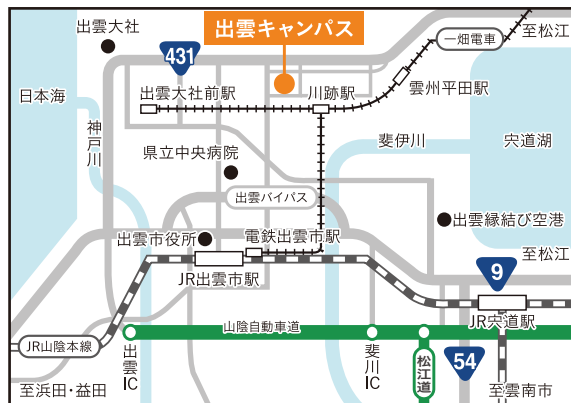 出雲大社
出雲キャンパス
431
一畑電車
至松江
日本海
神戸川
出雲大社前駅
川跡駅
雲州平田駅
県立中央病院
斐伊川
宍道湖
出雲バイパス
出雲市役所
電鉄出雲市駅
出雲縁結び空港
至松江
JR出雲市駅
9
JR宍道駅
山陰自動車道
JR山陰本線
出雲IC
斐川IC
松江道
54
至浜田・益田
至雲南市